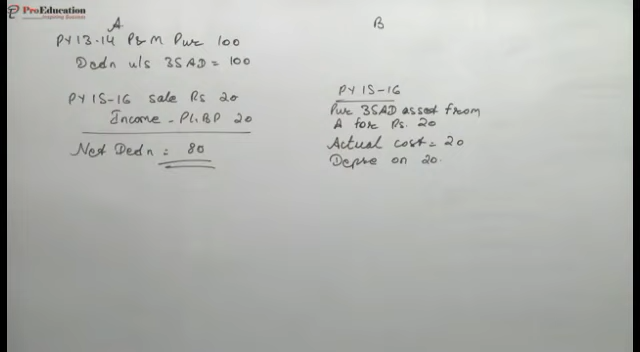 ProEducation
Inspiring Success
A
PY 13-14 P&M Pur 100
Dedn u/s 35AD = 100
PY 15-16 sale Rs 20
Income - PGBP 20
Net Dedn = 80
B
PY 15-16
Pur 35AD asset from
A for Rs. 20
Actual cost = 20
Depre on 20.